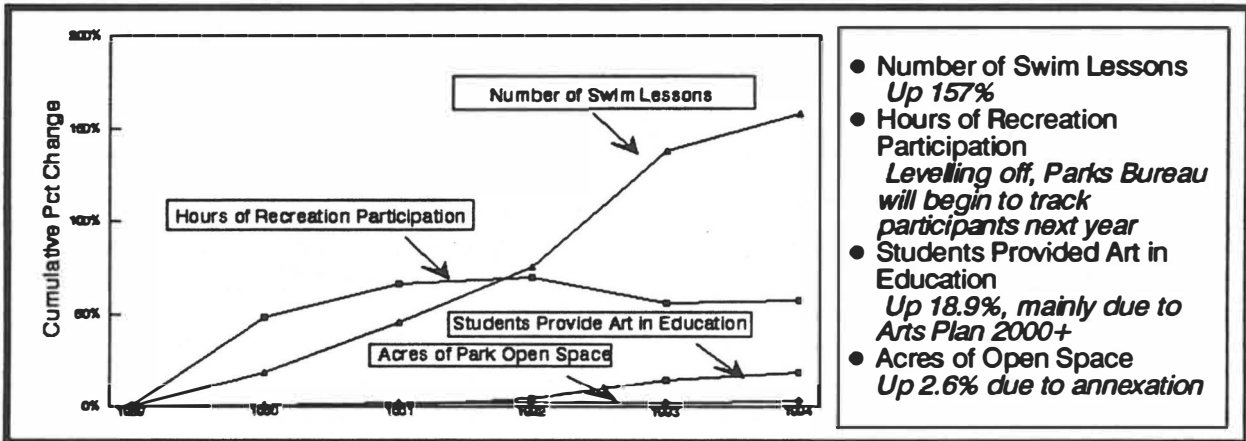 200%
150%
100%
50%
0%
Cumulative Pct Change
Number of Swim Lessons
Hours of Recreation Participation
Students Provide Art in Education
Acres of Park Open Space
1990
1991
1992
1993
1994
● Number of Swim Lessons
Up 157%
● Hours of Recreation
Participation
Levelling off, Parks Bureau
will begin to track
participants next year
● Students Provided Art in
Education
Up 18.9%, mainly due to
Arts Plan 2000+
● Acres of Open Space
Up 2.6% due to annexation